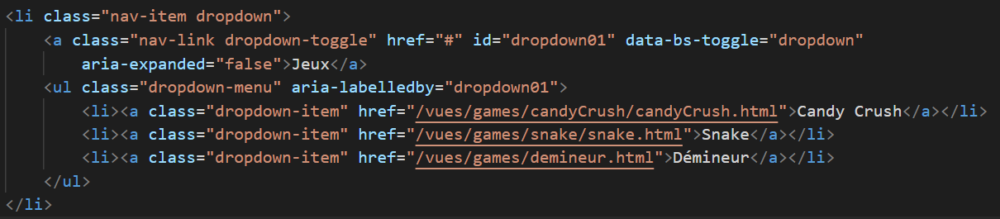 <li class="nav-item dropdown">
<a class="nav-link dropdown-toggle" href="#" id="dropdown01" data-bs-toggle="dropdown"
aria-expanded="false">Jeux</a>
<ul class="dropdown-menu" aria-labelledby="dropdown01">
<li><a class="dropdown-item" href="/vues/games/candyCrush/candyCrush.html">Candy Crush</a></li>
<li><a class="dropdown-item" href="/vues/games/snake/snake.html">Snake</a></li>
<li><a class="dropdown-item" href="/vues/games/demineur.html">Démineur</a></li>
</ul>
</li>